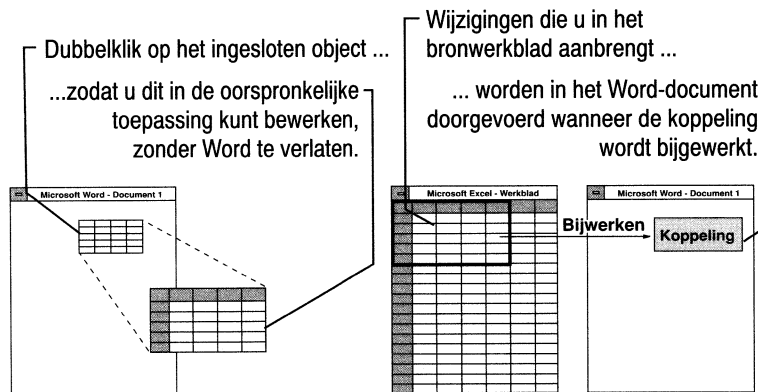 Dubbelklik op het ingesloten object ...
...zodat u dit in de oorspronkelijke
toepassing kunt bewerken,
zonder Word te verlaten.
Wijzigingen die u in het
bronwerkblad aanbrengt ...
... worden in het Word-document
doorgevoerd wanneer de koppeling
wordt bijgewerkt.
Microsoft Word - Document 1
Microsoft Excel - Werkblad
Bijwerken
Microsoft Word - Document 1
Koppeling